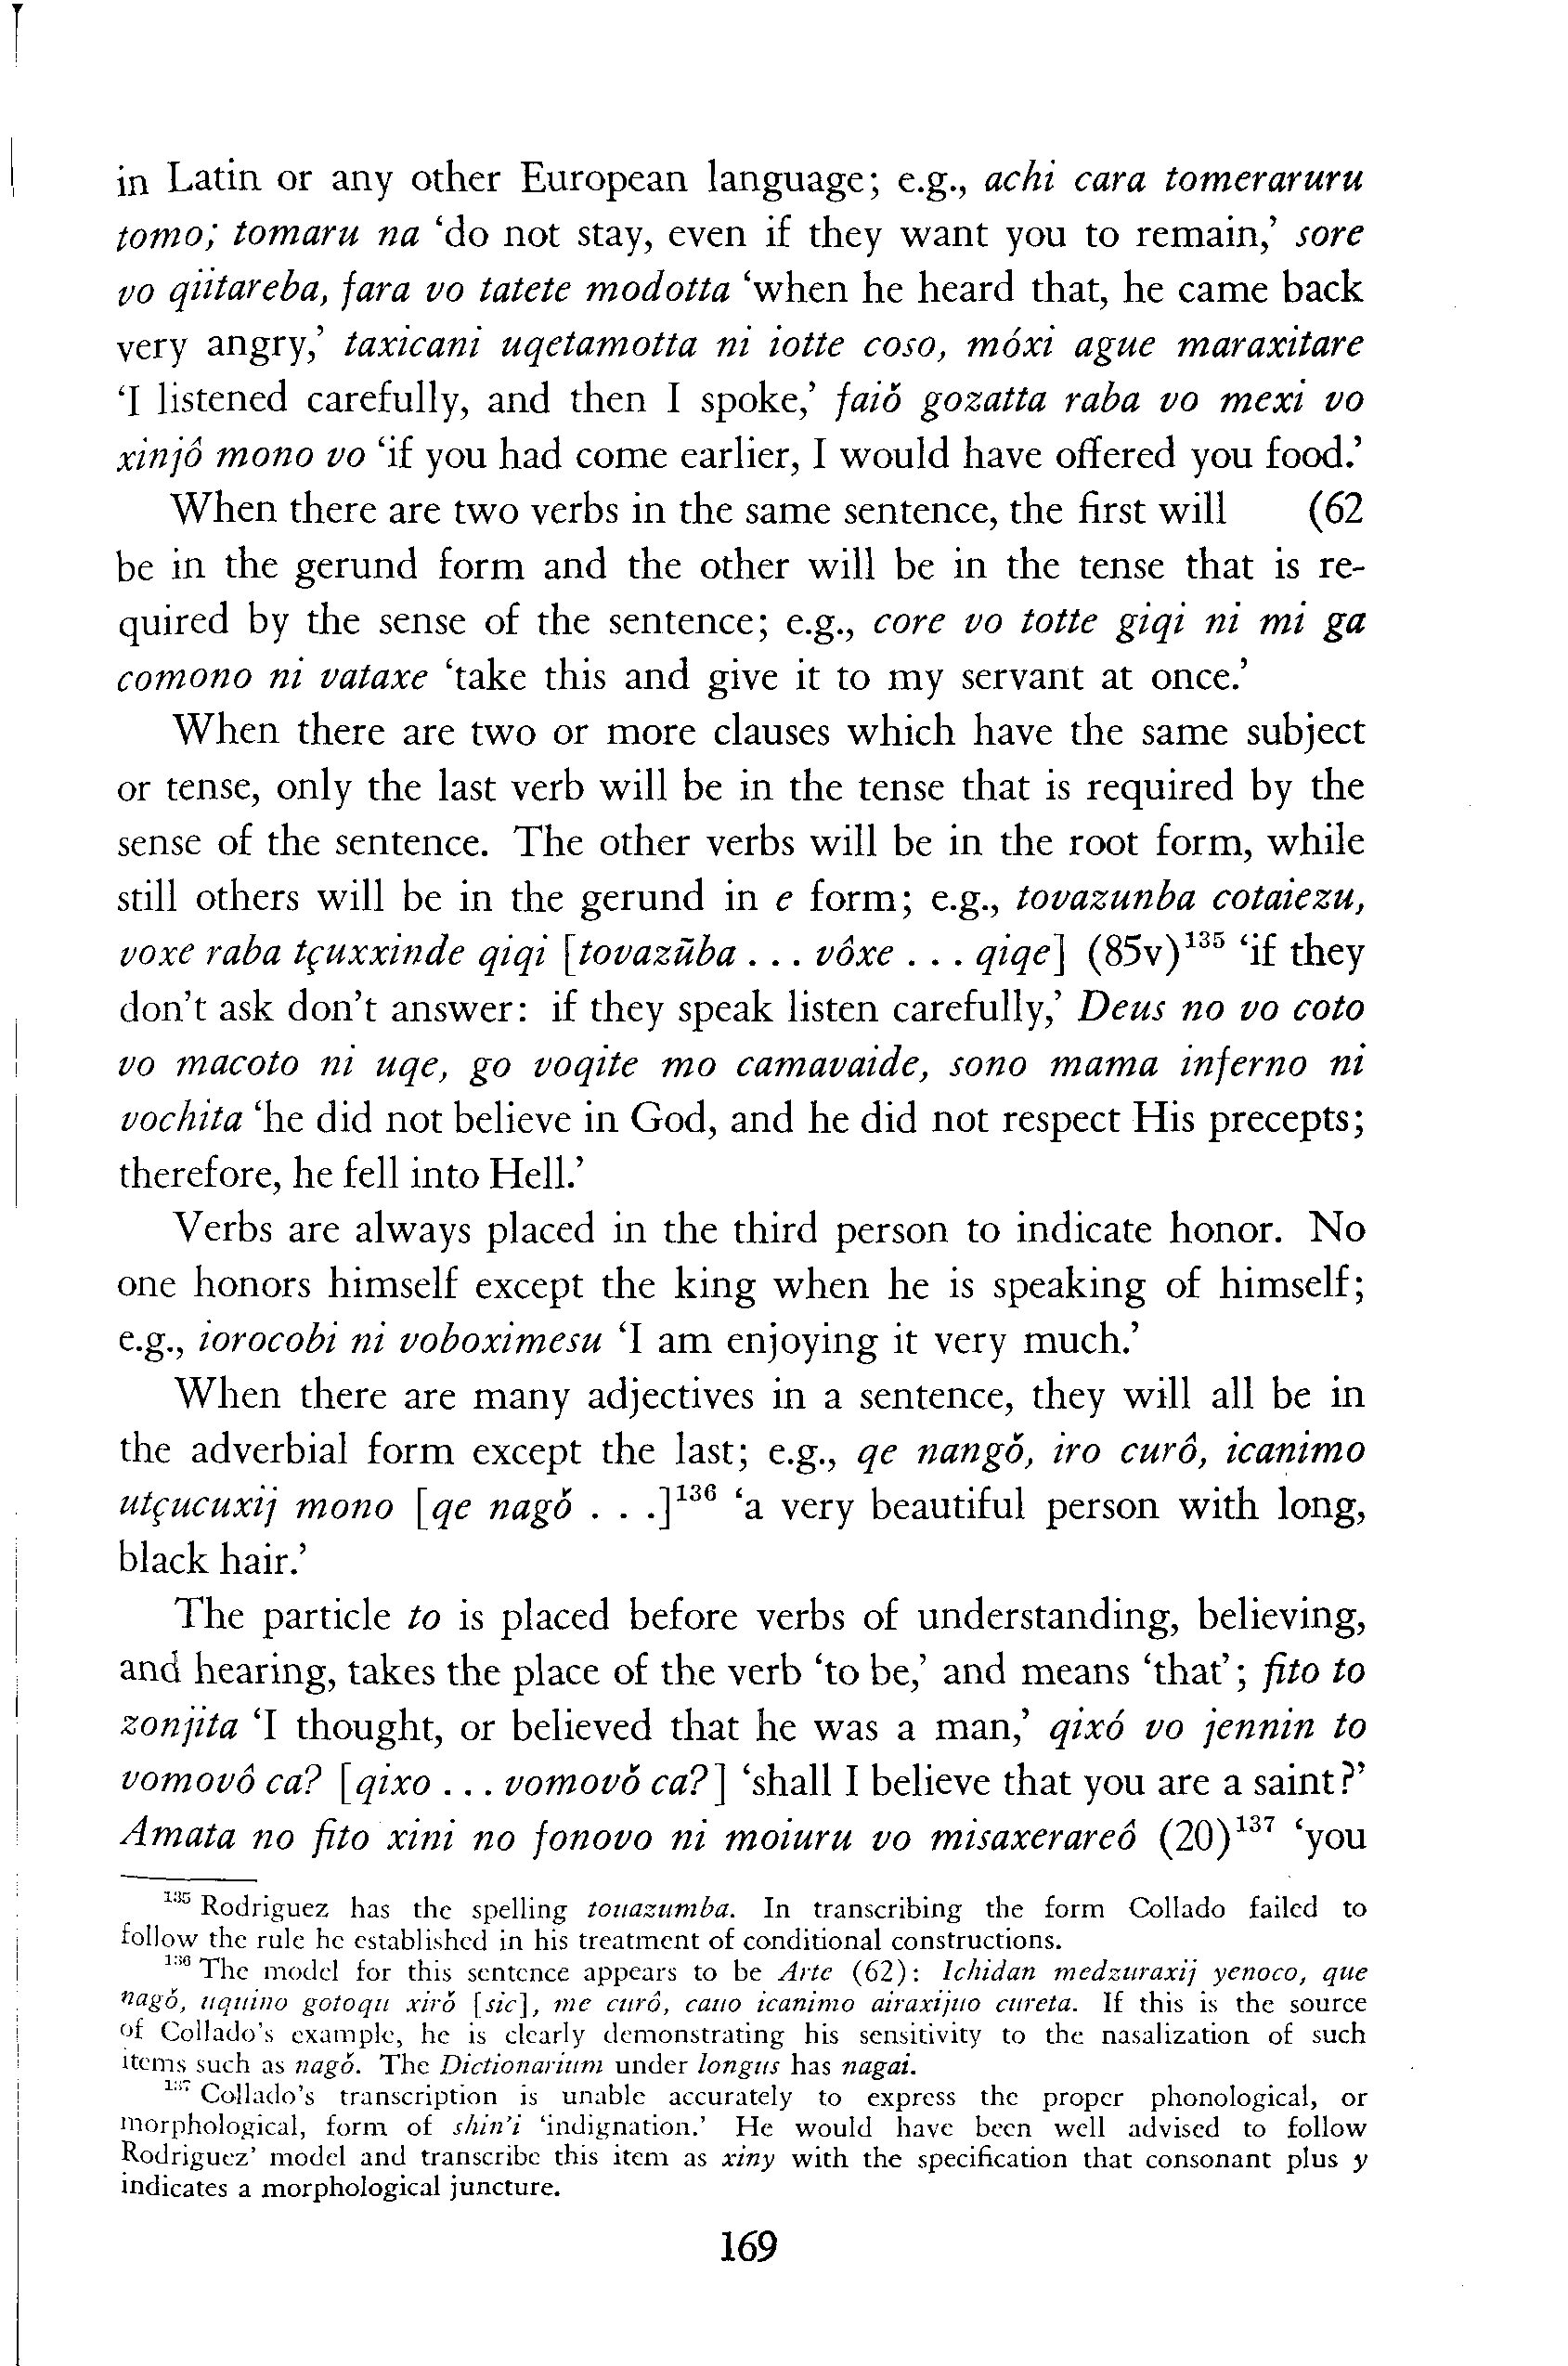 in Latin or any other European language; e.g., achi cara tomeraruru
tomo; tomaru na ‘do not stay, even if they want you to remain,’ sore
vo qiitareba, fara vo tatete modotta ‘when he heard that, he came back
very angry,’ taxicani uqetamotta ni iotte coso, móxi ague maraxitare
‘I listened carefully, and then I spoke,’ faiǒ gozatta raba vo mexi vo
xinjô mono vo ‘if you had come earlier, I would have offered you food.’
When there are two verbs in the same sentence, the first will (62
be in the gerund form and the other will be in the tense that is re-
quired by the sense of the sentence; e.g., core vo totte giqi ni mi ga
comono ni vataxe ‘take this and give it to my servant at once.’
When there are two or more clauses which have the same subject
or tense, only the last verb will be in the tense that is required by the
sense of the sentence. The other verbs will be in the root form, while
still others will be in the gerund in e form; e.g., tovazunba cotaiezu,
voxe raba tçuxxinde qiqi [tovazūba . . . vôxe . . . qiqe] (85v)¹³⁵ ‘if they
don’t ask don’t answer: if they speak listen carefully,’ Deus no vo coto
vo macoto ni uqe, go voqite mo camavaide, sono mama inferno ni
vochita ‘he did not believe in God, and he did not respect His precepts;
therefore, he fell into Hell.’
Verbs are always placed in the third person to indicate honor. No
one honors himself except the king when he is speaking of himself;
e.g., iorocobi ni voboximesu ‘I am enjoying it very much.’
When there are many adjectives in a sentence, they will all be in
the adverbial form except the last; e.g., qe nangǒ, iro curô, icanimo
utçucuxij mono [qe nagǒ . . .]¹³⁶ ‘a very beautiful person with long,
black hair.’
The particle to is placed before verbs of understanding, believing,
and hearing, takes the place of the verb ‘to be,’ and means ‘that’; fito to
zonjita ‘I thought, or believed that he was a man,’ qixó vo jennin to
vomovô ca? [qixo . . . vomovǒ ca?] ‘shall I believe that you are a saint?’
Amata no fito xini no fonovo ni moiuru vo misaxerareô (20)¹³⁷ ‘you
¹³⁵ Rodriguez has the spelling touazumba. In transcribing the form Collado failed to
follow the rule he established in his treatment of conditional constructions.
¹³⁶ The model for this sentence appears to be Arte (62): Ichidan medzuraxij yenoco, que
nagǒ, uquino gotoqu xirǒ [sic], me curô, cauo icanimo airaxijuo cureta. If this is the source
of Collado’s example, he is clearly demonstrating his sensitivity to the nasalization of such
items such as nagǒ. The Dictionarium under longus has nagai.
¹³⁷ Collado’s transcription is unable accurately to express the proper phonological, or
morphological, form of shin’i ‘indignation.’ He would have been well advised to follow
Rodriguez’ model and transcribe this item as xiny with the specification that consonant plus y
indicates a morphological juncture.
169